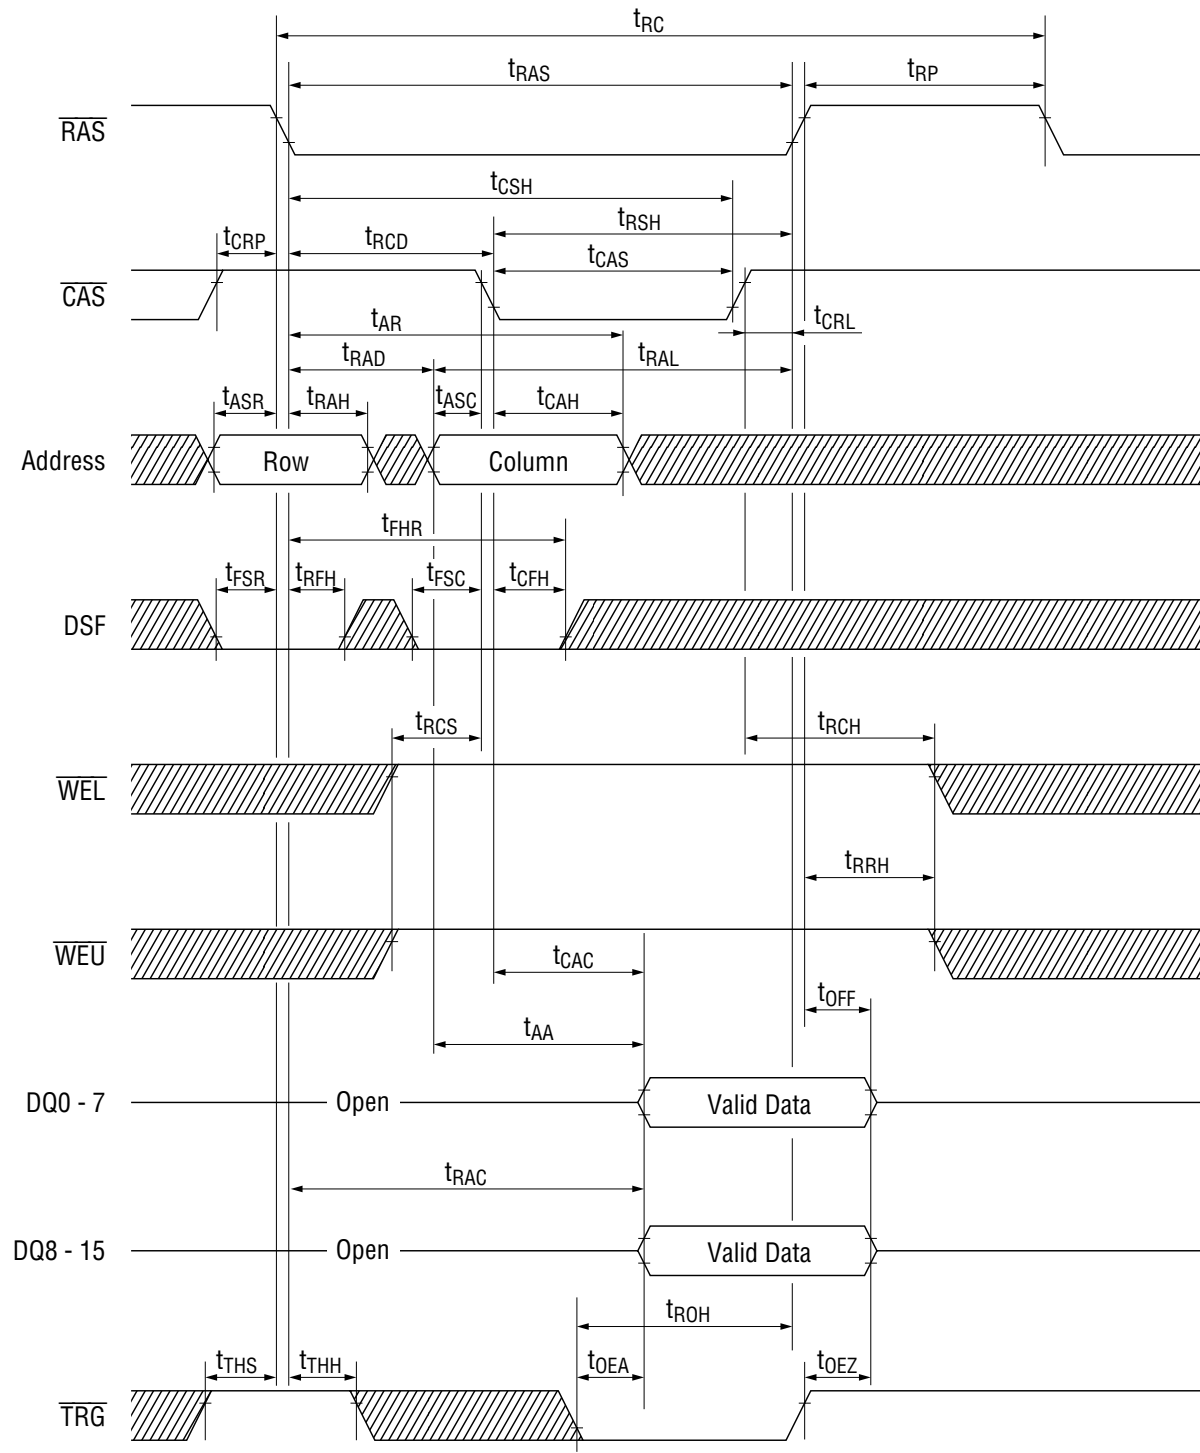 tRC
tRAS tRP
RAS
tCSH
tRSH
tCRP tRCD
tCAS
CAS
tAR tCRL
tRAD tRAL
tASR tRAH tASC tCAH
Address Row Column
tFHR
tFSR tRFH tFSC tCFH
DSF
tRCS tRCH
WEL
tRRH
WEU
tCAC
tOFF
tAA
DQ0 - 7 Open Valid Data
tRAC
DQ8 - 15 Open Valid Data
tROH
tTHS tTHH tOEA tOEZ
TRG